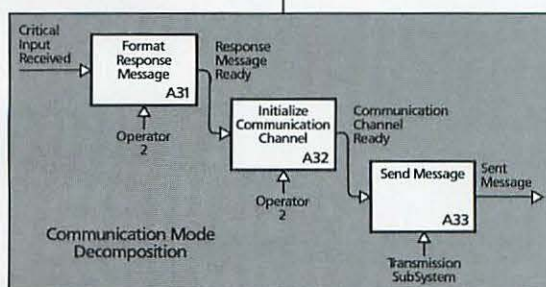 Critical
Input
Received
Format
Response
Message
A31
Response
Message
Ready
Operator
2
Initialize
Communication
Channel
A32
Communication
Channel
Ready
Operator
2
Send Message
A33
Sent
Message
Transmission
SubSystem
Communication Mode
Decomposition